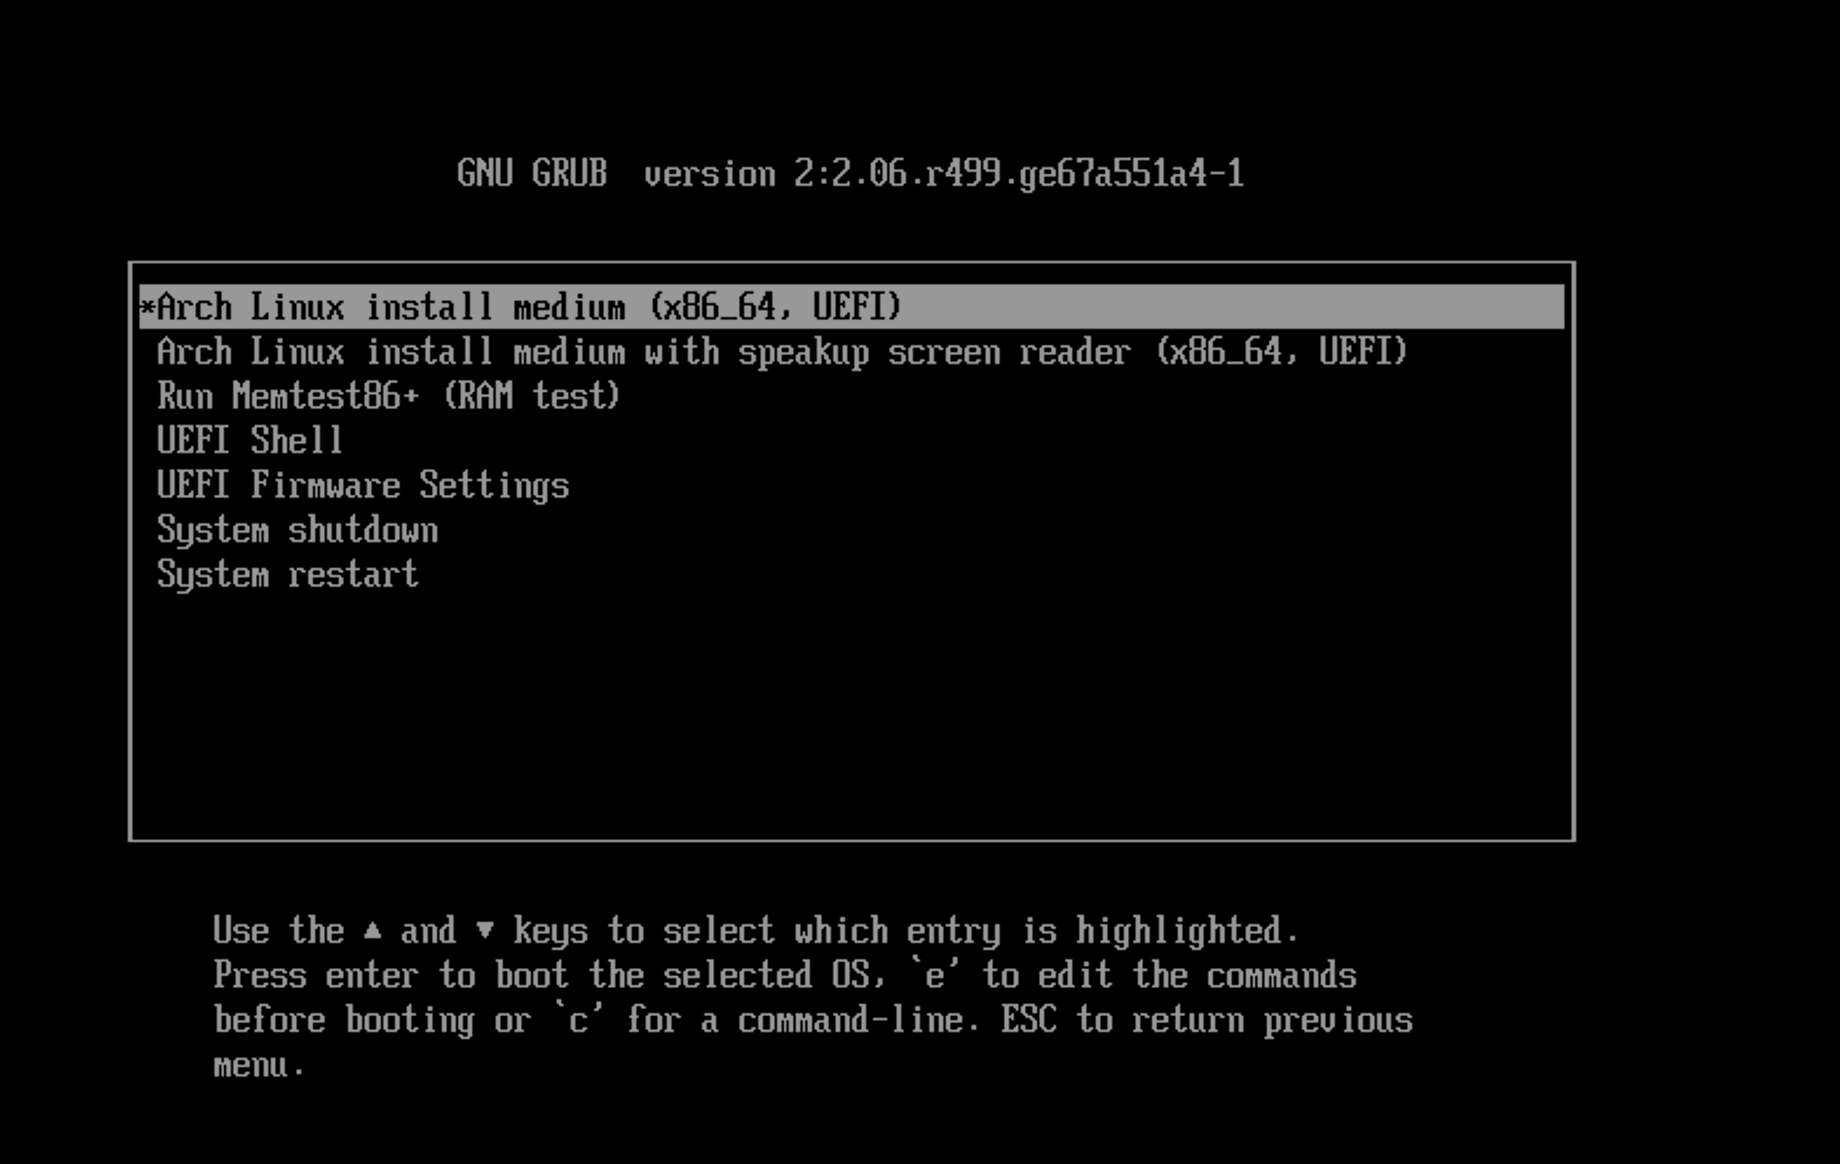 GNU GRUB  version 2:2.06.r499.ge67a551a4-1
*Arch Linux install medium (x86_64, UEFI)
Arch Linux install medium with speakup screen reader (x86_64, UEFI)
Run Memtest86+ (RAM test)
UEFI Shell
UEFI Firmware Settings
System shutdown
System restart
Use the ▲ and ▼ keys to select which entry is highlighted.
Press enter to boot the selected OS, `e' to edit the commands
before booting or `c' for a command-line. ESC to return previous
menu.